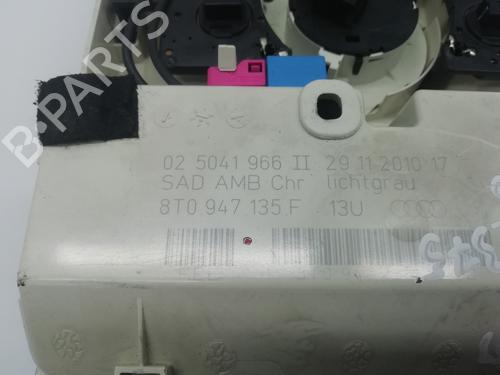 B-PARTS
02 5041 966 II 29.11.2010 17
SAD AMB Chr lichtgrau
8T0 947 135 F 13U